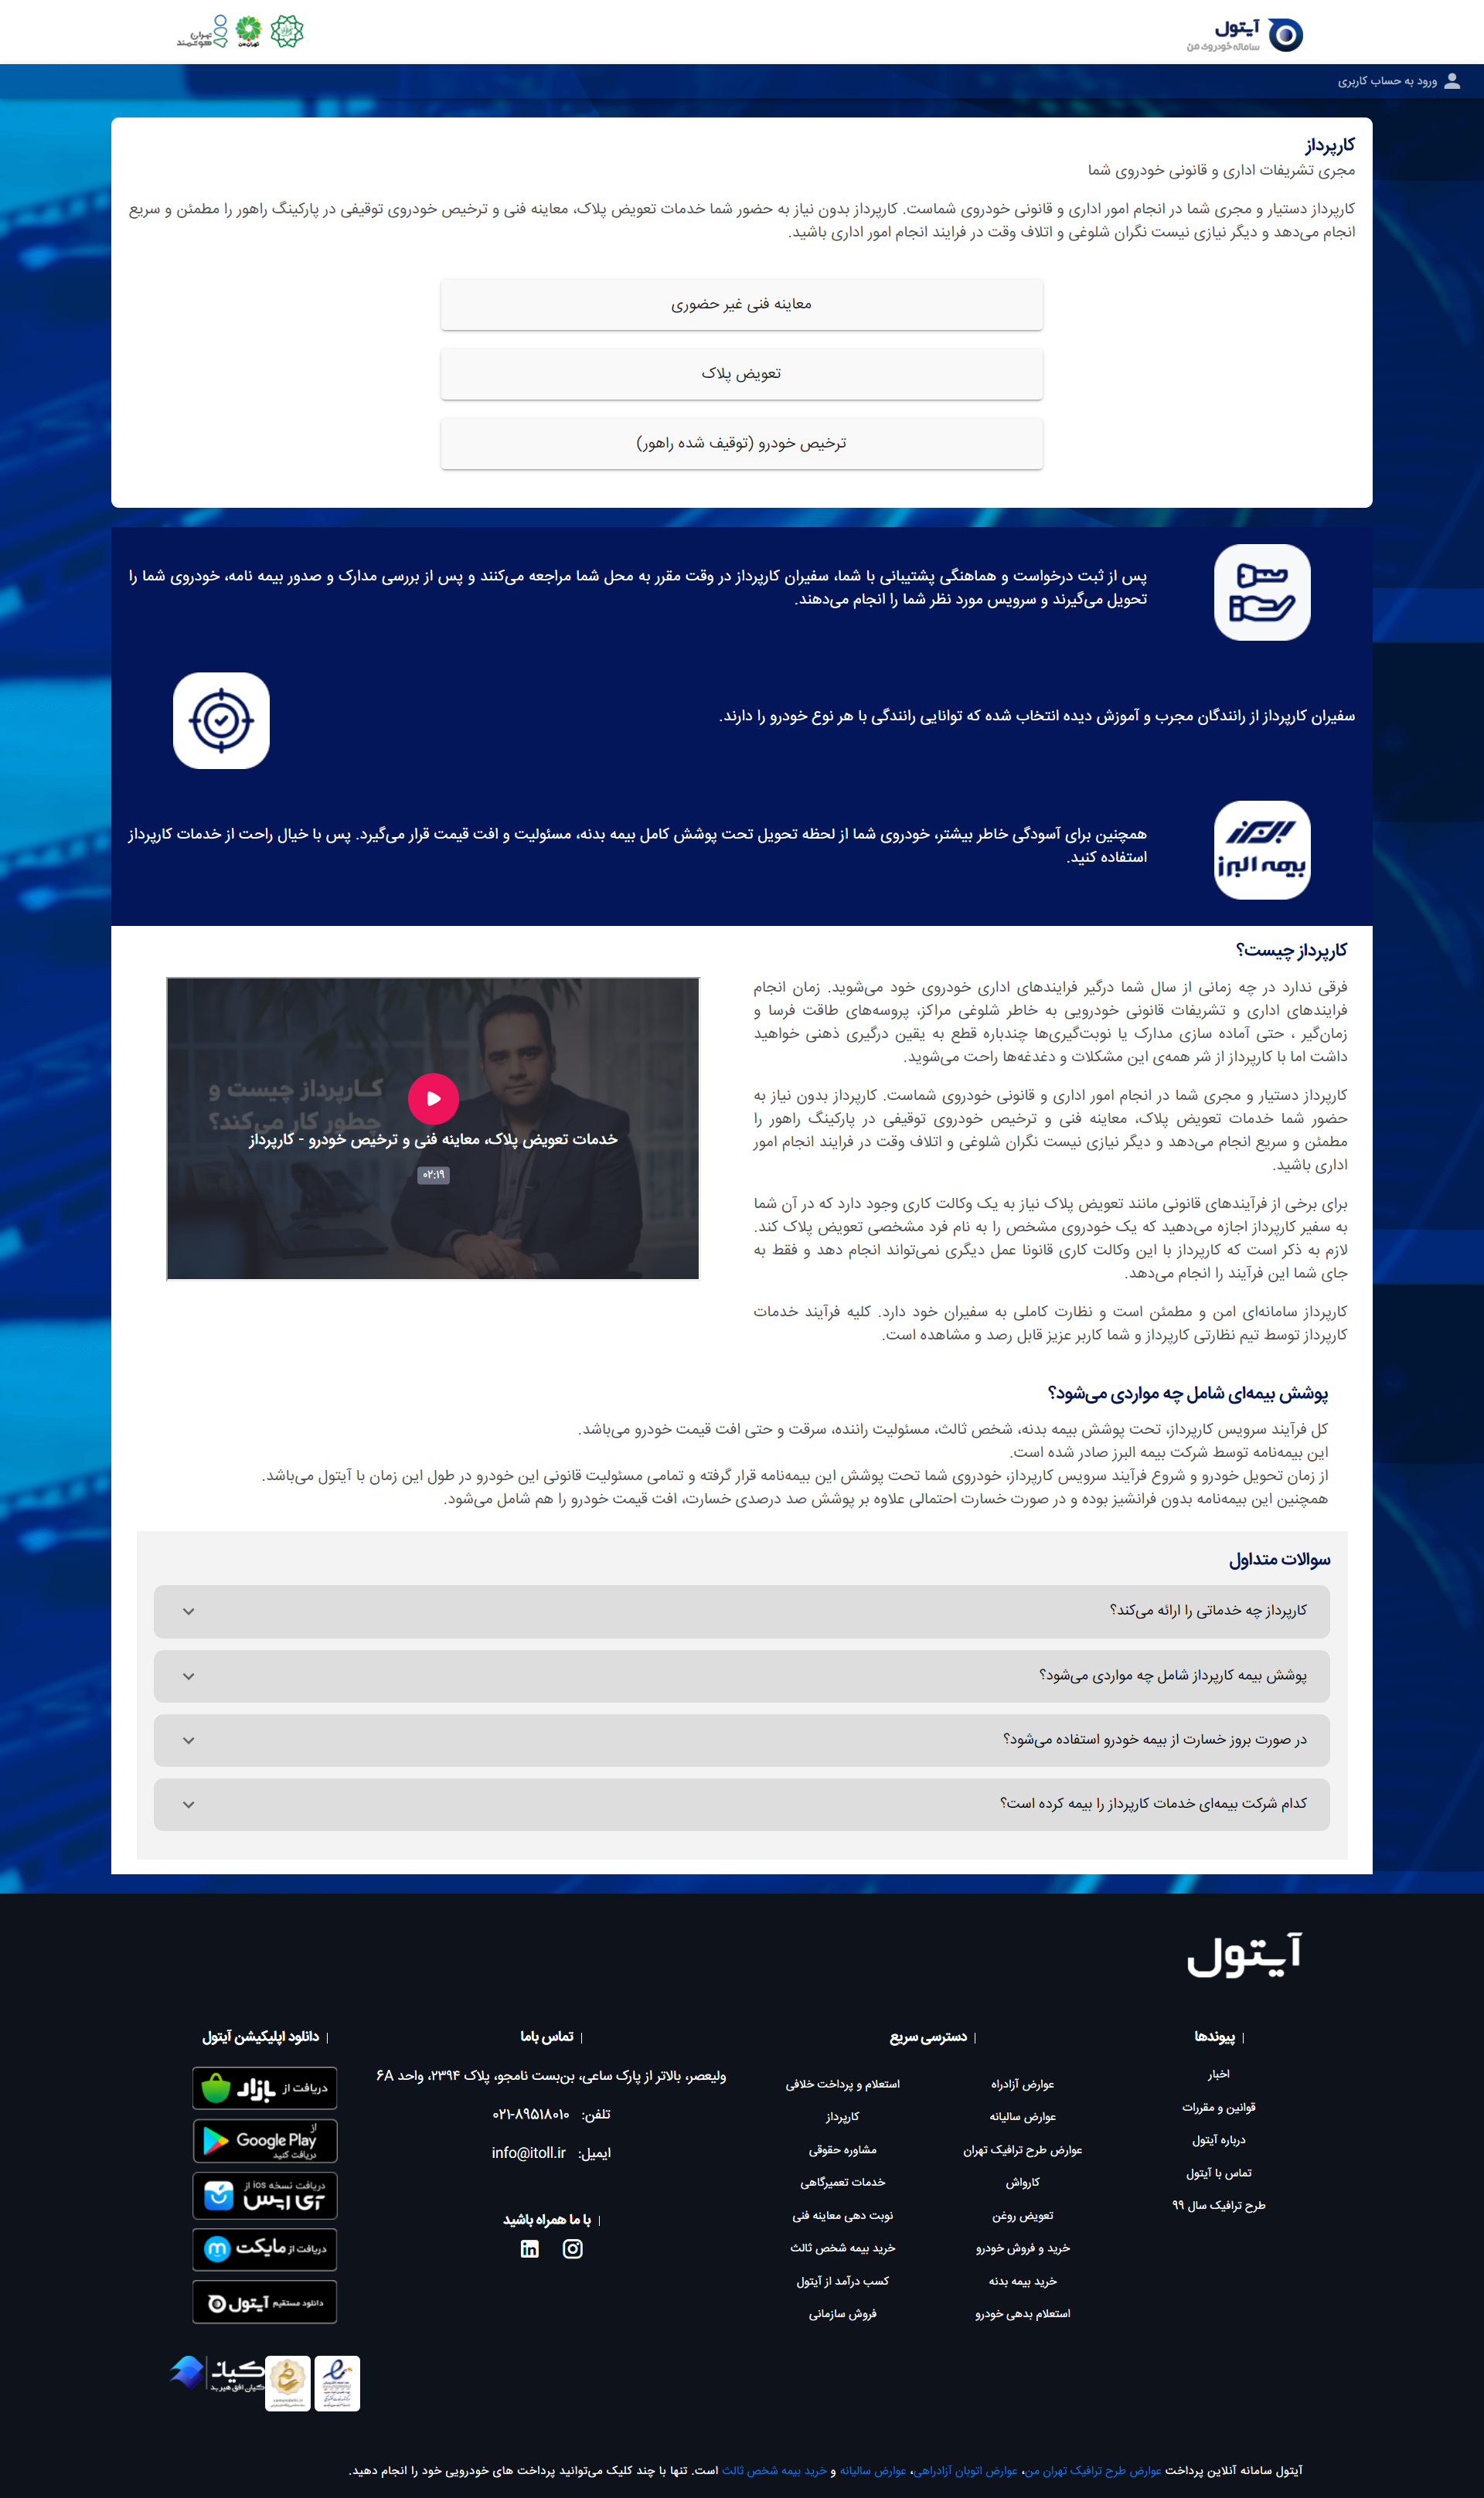 آیتول
سامانه خودروی من
تهران من
تهران هوشمند
ورود به حساب کاربری
کارپرداز
مجری تشریفات اداری و قانونی خودروی شما
کارپرداز دستیار و مجری شما در انجام امور اداری و قانونی خودروی شماست. کارپرداز بدون نیاز به حضور شما خدمات تعویض پلاک، معاینه فنی و ترخیص خودروی توقیفی در پارکینگ راهور را مطمئن و سریع
انجام می‌دهد و دیگر نیازی نیست نگران شلوغی و اتلاف وقت در فرایند انجام امور اداری باشید.
معاینه فنی غیر حضوری
تعویض پلاک
ترخیص خودرو (توقیف شده راهور)
پس از ثبت درخواست و هماهنگی پشتیبانی با شما، سفیران کارپرداز در وقت مقرر به محل شما مراجعه می‌کنند و پس از بررسی مدارک و صدور بیمه نامه، خودروی شما را
تحویل می‌گیرند و سرویس مورد نظر شما را انجام می‌دهند.
سفیران کارپرداز از رانندگان مجرب و آموزش دیده انتخاب شده که توانایی رانندگی با هر نوع خودرو را دارند.
بیمه البرز
همچنین برای آسودگی خاطر بیشتر، خودروی شما از لحظه تحویل تحت پوشش کامل بیمه بدنه، مسئولیت و افت قیمت قرار می‌گیرد. پس با خیال راحت از خدمات کارپرداز
استفاده کنید.
کارپرداز چیست؟
فرقی ندارد در چه زمانی از سال شما درگیر فرایندهای اداری خودروی خود می‌شوید. زمان انجام
فرایندهای اداری و تشریفات قانونی خودرویی به خاطر شلوغی مراکز، پروسه‌های طاقت فرسا و
زمان‌گیر ، حتی آماده سازی مدارک یا نوبت‌گیری‌ها چندباره قطع به یقین درگیری ذهنی خواهید
داشت اما با کارپرداز از شر همه‌ی این مشکلات و دغدغه‌ها راحت می‌شوید.
کارپرداز دستیار و مجری شما در انجام امور اداری و قانونی خودروی شماست. کارپرداز بدون نیاز به
حضور شما خدمات تعویض پلاک، معاینه فنی و ترخیص خودروی توقیفی در پارکینگ راهور را
مطمئن و سریع انجام می‌دهد و دیگر نیازی نیست نگران شلوغی و اتلاف وقت در فرایند انجام امور
اداری باشید.
برای برخی از فرآیندهای قانونی مانند تعویض پلاک نیاز به یک وکالت کاری وجود دارد که در آن شما
به سفیر کارپرداز اجازه می‌دهید که یک خودروی مشخص را به نام فرد مشخصی تعویض پلاک کند.
لازم به ذکر است که کارپرداز با این وکالت کاری قانونا عمل دیگری نمی‌تواند انجام دهد و فقط به
جای شما این فرآیند را انجام می‌دهد.
کارپرداز سامانه‌ای امن و مطمئن است و نظارت کاملی به سفیران خود دارد. کلیه فرآیند خدمات
کارپرداز توسط تیم نظارتی کارپرداز و شما کاربر عزیز قابل رصد و مشاهده است.
کارپرداز چیست و
چطور کار می‌کند؟
خدمات تعویض پلاک، معاینه فنی و ترخیص خودرو - کارپرداز
۰۲:۱۹
پوشش بیمه‌ای شامل چه مواردی می‌شود؟
کل فرآیند سرویس کارپرداز، تحت پوشش بیمه بدنه، شخص ثالث، مسئولیت راننده، سرقت و حتی افت قیمت خودرو می‌باشد.
این بیمه‌نامه توسط شرکت بیمه البرز صادر شده است.
از زمان تحویل خودرو و شروع فرآیند سرویس کارپرداز، خودروی شما تحت پوشش این بیمه‌نامه قرار گرفته و تمامی مسئولیت قانونی این خودرو در طول این زمان با آیتول می‌باشد.
همچنین این بیمه‌نامه بدون فرانشیز بوده و در صورت خسارت احتمالی علاوه بر پوشش صد درصدی خسارت، افت قیمت خودرو را هم شامل می‌شود.
سوالات متداول
کارپرداز چه خدماتی را ارائه می‌کند؟
پوشش بیمه کارپرداز شامل چه مواردی می‌شود؟
در صورت بروز خسارت از بیمه خودرو استفاده می‌شود؟
کدام شرکت بیمه‌ای خدمات کارپرداز را بیمه کرده است؟
آیتول
پیوندها
اخبار
قوانین و مقررات
درباره آیتول
تماس با آیتول
طرح ترافیک سال ۹۹
دسترسی سریع
عوارض آزادراه
عوارض سالیانه
عوارض طرح ترافیک تهران
کارواش
تعویض روغن
خرید و فروش خودرو
خرید بیمه بدنه
استعلام بدهی خودرو
استعلام و پرداخت خلافی
کارپرداز
مشاوره حقوقی
خدمات تعمیرگاهی
نوبت دهی معاینه فنی
خرید بیمه شخص ثالث
کسب درآمد از آیتول
فروش سازمانی
تماس باما
ولیعصر، بالاتر از پارک ساعی، بن‌بست نامجو، پلاک ۲۳۹۴، واحد ۶A
تلفن: ۰۲۱-۸۹۵۱۸۰۱۰
ایمیل: info@itoll.ir
با ما همراه باشید
دانلود اپلیکیشن آیتول
دریافت از بازار
از
Google Play
دریافت کنید
دریافت نسخه ios از
آی اپس
دریافت از مایکت
دانلود مستقیم آیتول
کیان
کیان افق هیربد
آیتول سامانه آنلاین پرداخت عوارض طرح ترافیک تهران من، عوارض اتوبان آزادراهی، عوارض سالیانه و خرید بیمه شخص ثالث است. تنها با چند کلیک می‌توانید پرداخت های خودرویی خود را انجام دهید.